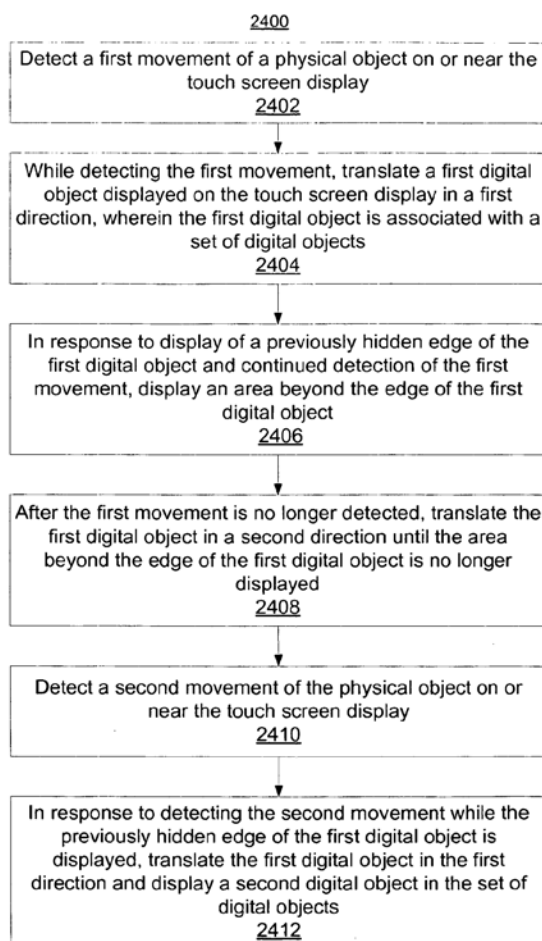 2400
Detect a first movement of a physical object on or near the
touch screen display
2402
While detecting the first movement, translate a first digital
object displayed on the touch screen display in a first
direction, wherein the first digital object is associated with a
set of digital objects
2404
In response to display of a previously hidden edge of the
first digital object and continued detection of the first
movement, display an area beyond the edge of the first
digital object
2406
After the first movement is no longer detected, translate the
first digital object in a second direction until the area
beyond the edge of the first digital object is no longer
displayed
2408
Detect a second movement of the physical object on or
near the touch screen display
2410
In response to detecting the second movement while the
previously hidden edge of the first digital object is
displayed, translate the first digital object in the first
direction and display a second digital object in the set of
digital objects
2412